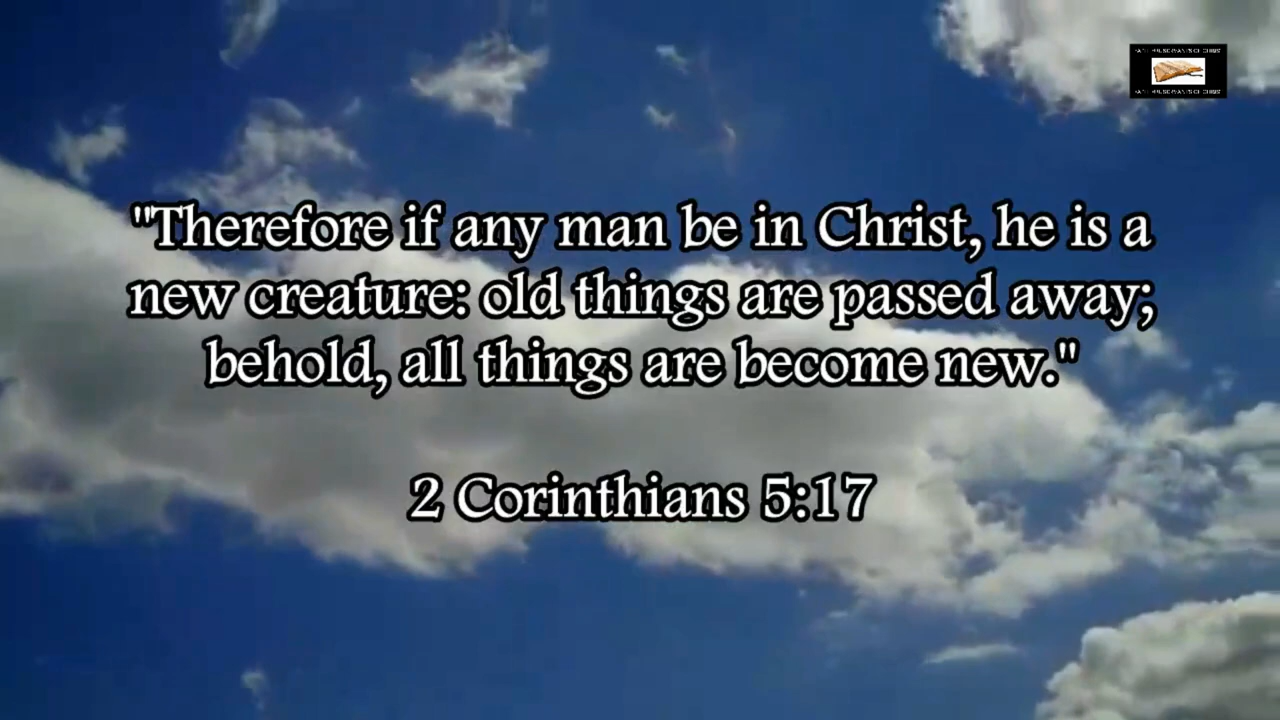 "Therefore if any man be in Christ, he is a
new creature: old things are passed away;
behold, all things are become new."
2 Corinthians 5:17